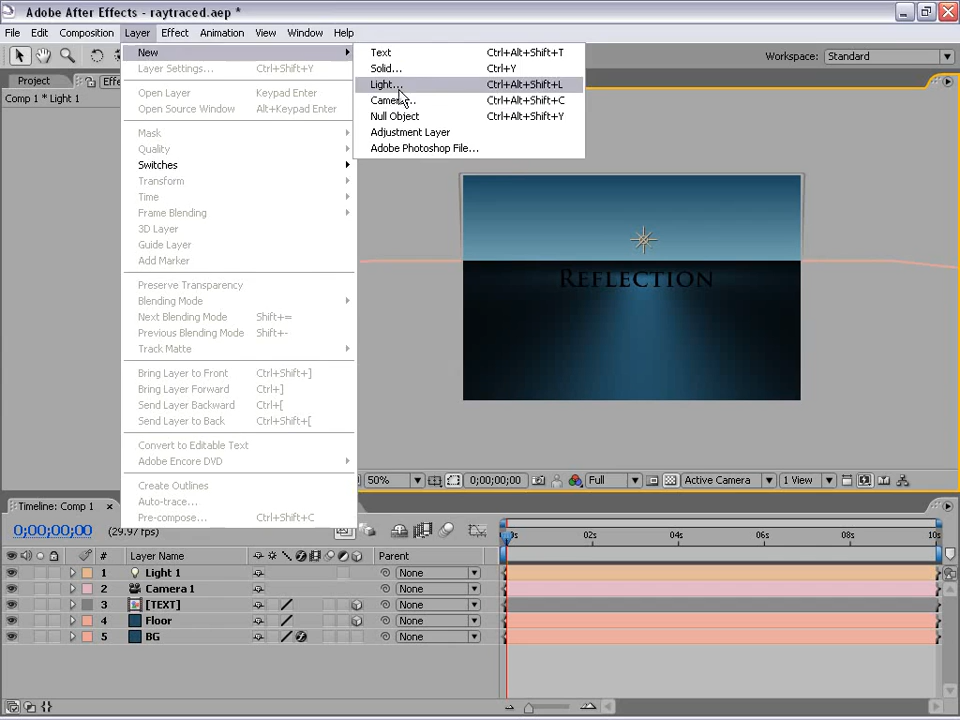 Adobe After Effects - raytraced.aep *
File Edit Composition Layer Effect Animation View Window Help
Workspace: Standard
Project Effe
Comp 1 * Light 1
New
Layer Settings... Ctrl+Shift+Y
Open Layer Keypad Enter
Open Source Window Alt+Keypad Enter
Mask
Quality
Switches
Transform
Time
Frame Blending
3D Layer
Guide Layer
Add Marker
Preserve Transparency
Blending Mode
Next Blending Mode Shift+=
Previous Blending Mode Shift+-
Track Matte
Bring Layer to Front Ctrl+Shift+]
Bring Layer Forward Ctrl+]
Send Layer Backward Ctrl+[
Send Layer to Back Ctrl+Shift+[
Convert to Editable Text
Adobe Encore DVD
Create Outlines
Auto-trace...
Pre-compose... Ctrl+Shift+C
Text Ctrl+Alt+Shift+T
Solid... Ctrl+Y
Light... Ctrl+Alt+Shift+L
Camera... Ctrl+Alt+Shift+C
Null Object Ctrl+Alt+Shift+Y
Adjustment Layer
Adobe Photoshop File...
Reflection
50% 0;00;00;00 Full Active Camera 1 View
Timeline: Comp 1
0;00;00;00 (29.97 fps)
# Layer Name Parent
0s 02s 04s 06s 08s 10s
1 Light 1 None
2 Camera 1 None
3 [TEXT] None
4 Floor None
5 BG None